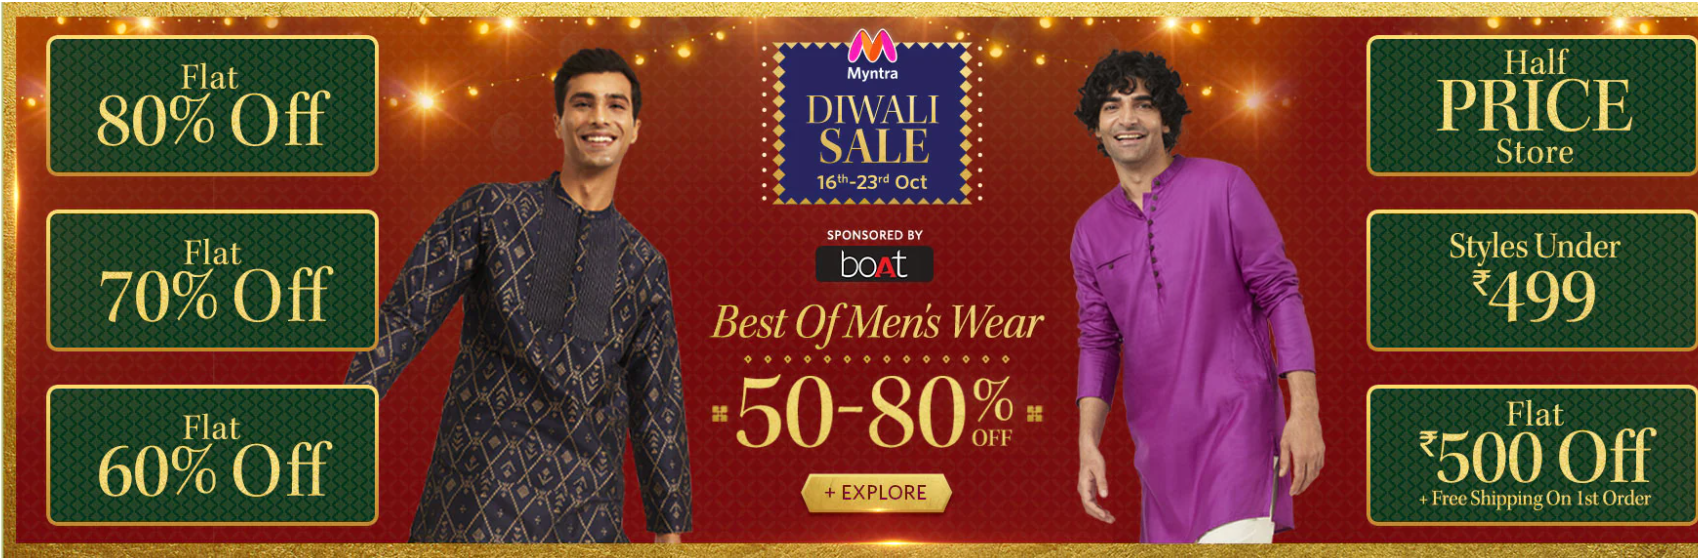 Flat
80% Off
Flat
70% Off
Flat
60% Off
Myntra
DIWALI
SALE
16th-23rd Oct
SPONSORED BY
boAt
Best Of Men's Wear
50-80%
OFF
+ EXPLORE
Half
PRICE
Store
Styles Under
₹499
Flat
₹500 Off
+ Free Shipping On 1st Order